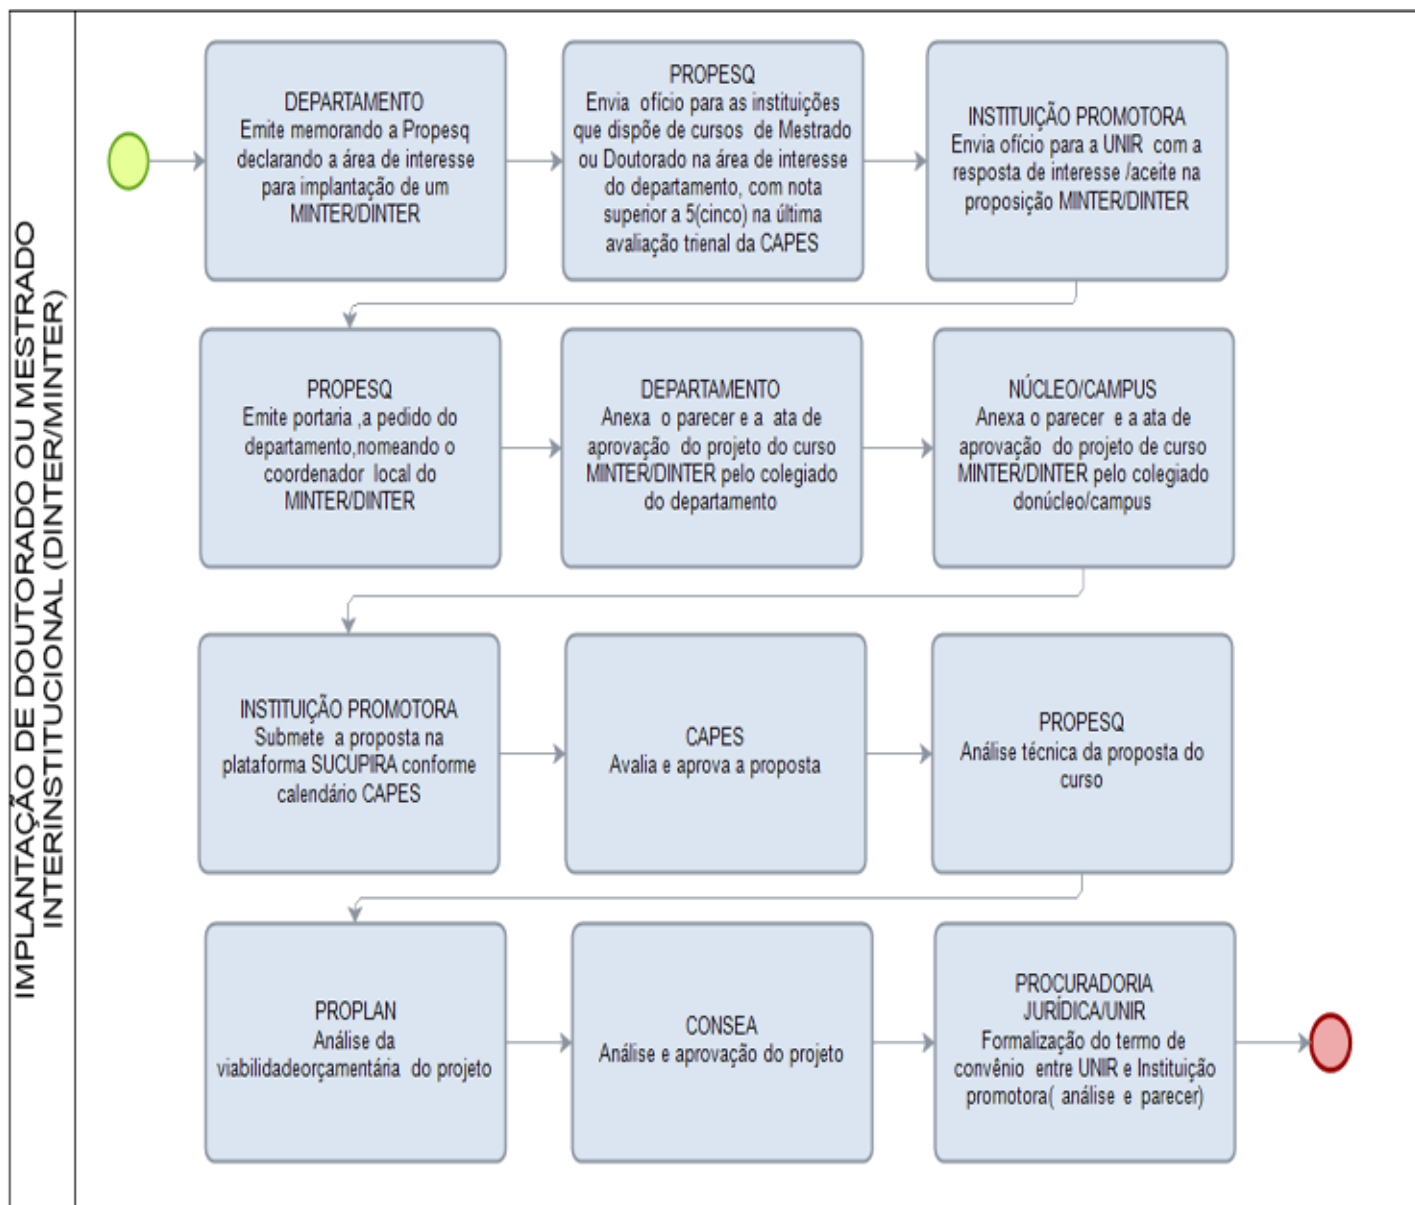 IMPLANTAÇÃO DE DOUTORADO OU MESTRADO
INTERINSTITUCIONAL (DINTER/MINTER)
DEPARTAMENTO
Emite memorando a Propesq
declarando a área de interesse
para implantação de um
MINTER/DINTER
PROPESQ
Envia ofício para as instituições
que dispõe de cursos de Mestrado
ou Doutorado na área de interesse
do departamento, com nota
superior a 5(cinco) na última
avaliação trienal da CAPES
INSTITUIÇÃO PROMOTORA
Envia ofício para a UNIR com a
resposta de interesse /aceite na
proposição MINTER/DINTER
PROPESQ
Emite portaria ,a pedido do
departamento,nomeando o
coordenador local do
MINTER/DINTER
DEPARTAMENTO
Anexa o parecer e a ata de
aprovação do projeto do curso
MINTER/DINTER pelo colegiado
do departamento
NÚCLEO/CAMPUS
Anexa o parecer e a ata de
aprovação do projeto de curso
MINTER/DINTER pelo colegiado
donúcleo/campus
INSTITUIÇÃO PROMOTORA
Submete a proposta na
plataforma SUCUPIRA conforme
calendário CAPES
CAPES
Avalia e aprova a proposta
PROPESQ
Análise técnica da proposta do
curso
PROPLAN
Análise da
viabilidadeorçamentária do projeto
CONSEA
Análise e aprovação do projeto
PROCURADORIA
JURÍDICA/UNIR
Formalização do termo de
convênio entre UNIR e Instituição
promotora( análise e parecer)